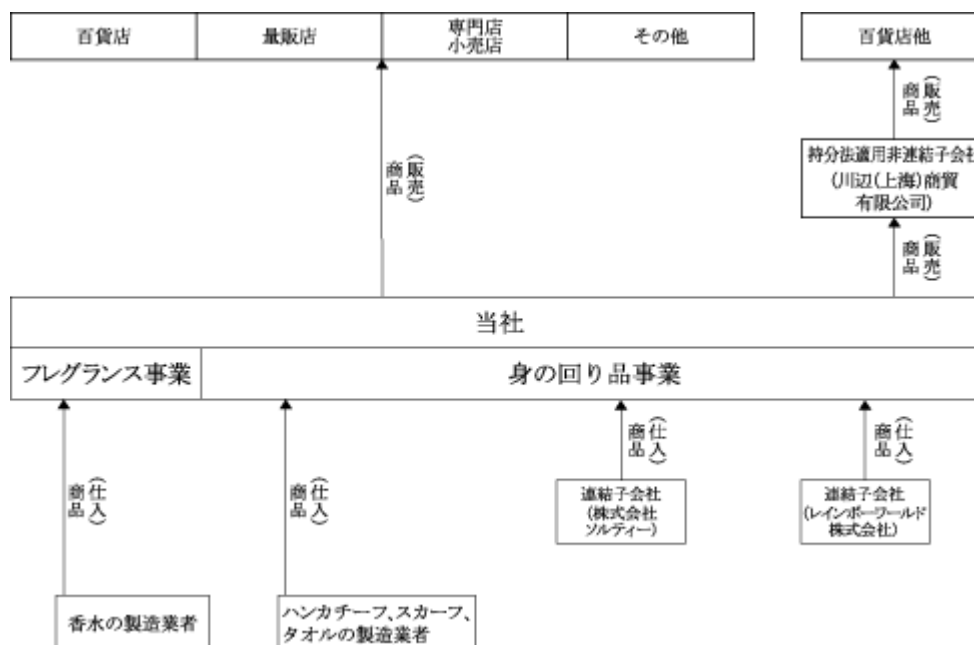 百貨店
量販店
専門店
小売店
その他
百貨店他
商品
(販売)
持分法適用非連結子会社
(川辺(上海)商貿
有限公司)
商品
(販売)
商品
(販売)
当社
フレグランス事業
身の回り品事業
商品
(仕入)
商品
(仕入)
商品
(仕入)
商品
(仕入)
連結子会社
(株式会社
ソルティー)
連結子会社
(レインボーワールド
株式会社)
香水の製造業者
ハンカチーフ、スカーフ、
タオルの製造業者